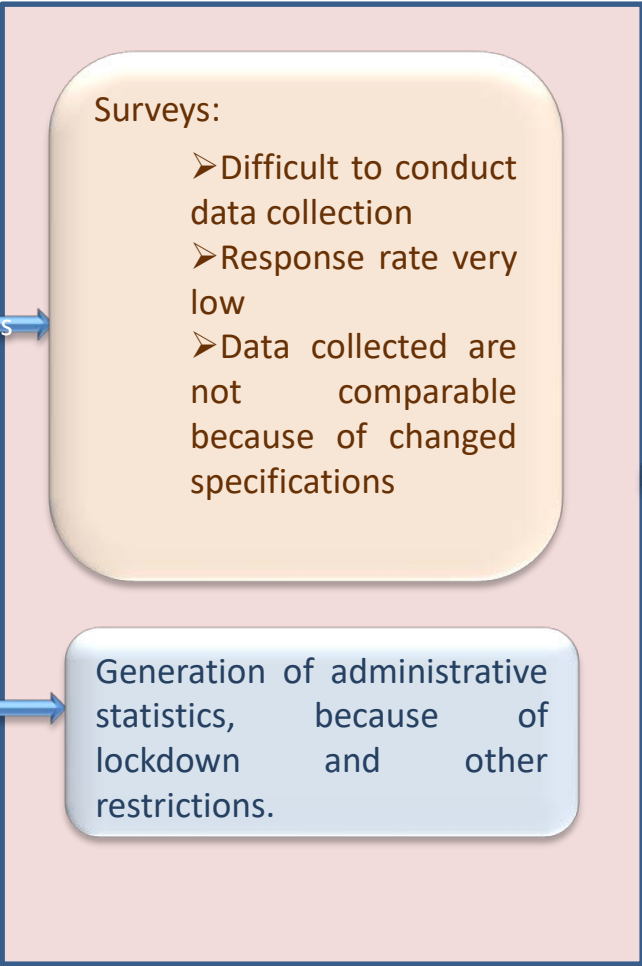 Surveys:
➢Difficult to conduct
data collection
➢Response rate very
low
➢Data collected are
not comparable
because of changed
specifications
s
Generation of administrative
statistics, because of
lockdown and other
restrictions.